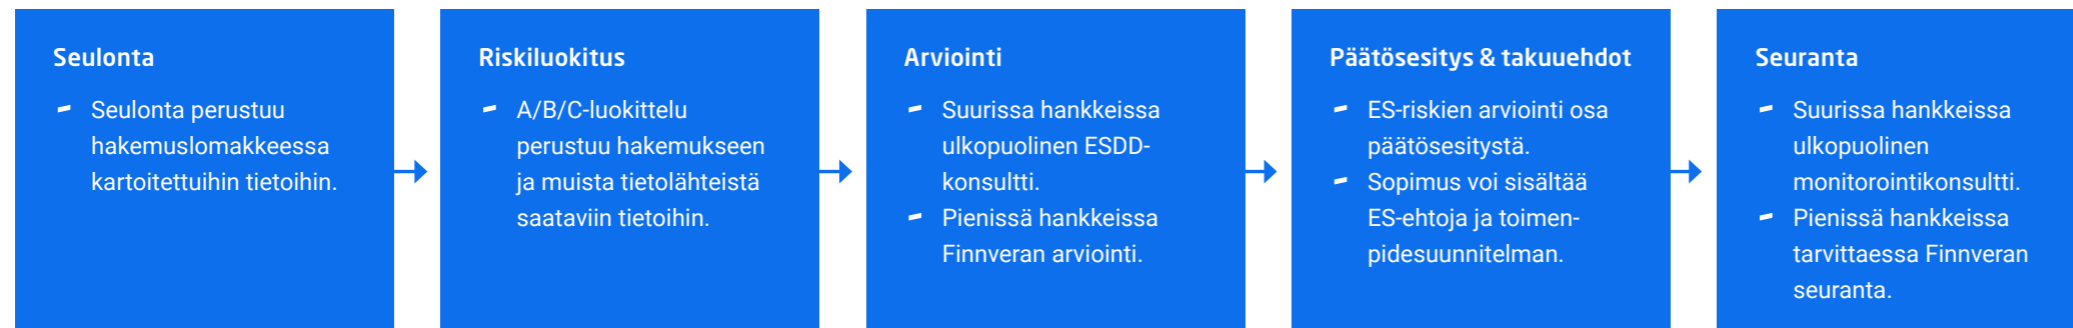 Seulonta
- Seulonta perustuu
hakemuslomakkeessa
kartoitettuihin tietoihin.
Riskiluokitus
- A/B/C-luokittelu
perustuu hakemukseen
ja muista tietolähteistä
saataviin tietoihin.
Arviointi
- Suurissa hankkeissa
ulkopuolinen ESDD-
konsultti.
- Pienissä hankkeissa
Finnveran arviointi.
Päätösesitys & takuuehdot
- ES-riskien arviointi osa
päätösesitystä.
- Sopimus voi sisältää
ES-ehtoja ja toimen-
pidesuunnitelman.
Seuranta
- Suurissa hankkeissa
ulkopuolinen
monitorointikonsultti.
- Pienissä hankkeissa
tarvittaessa Finnveran
seuranta.